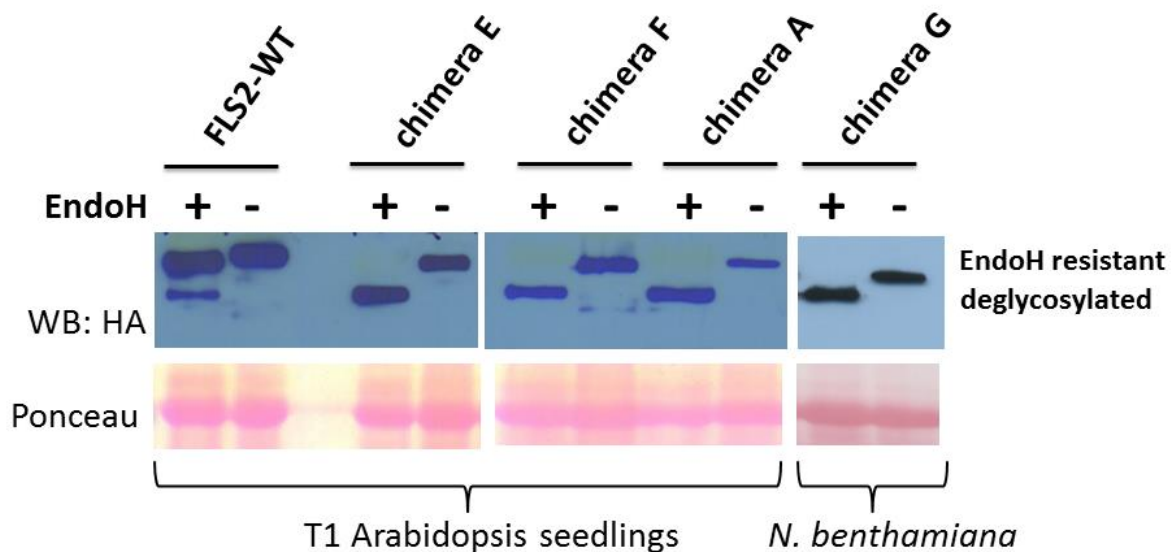 FLS2-WT
chimera E
chimera F
chimera A
chimera G
EndoH + - + - + - + - + -
EndoH resistant
deglycosylated
WB: HA
Ponceau
T1 Arabidopsis seedlings
N. benthamiana